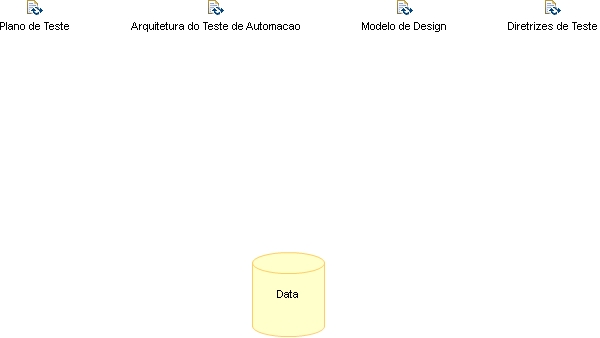 Plano de Teste
Arquitetura do Teste de Automacao
Modelo de Design
Diretrizes de Teste
Data